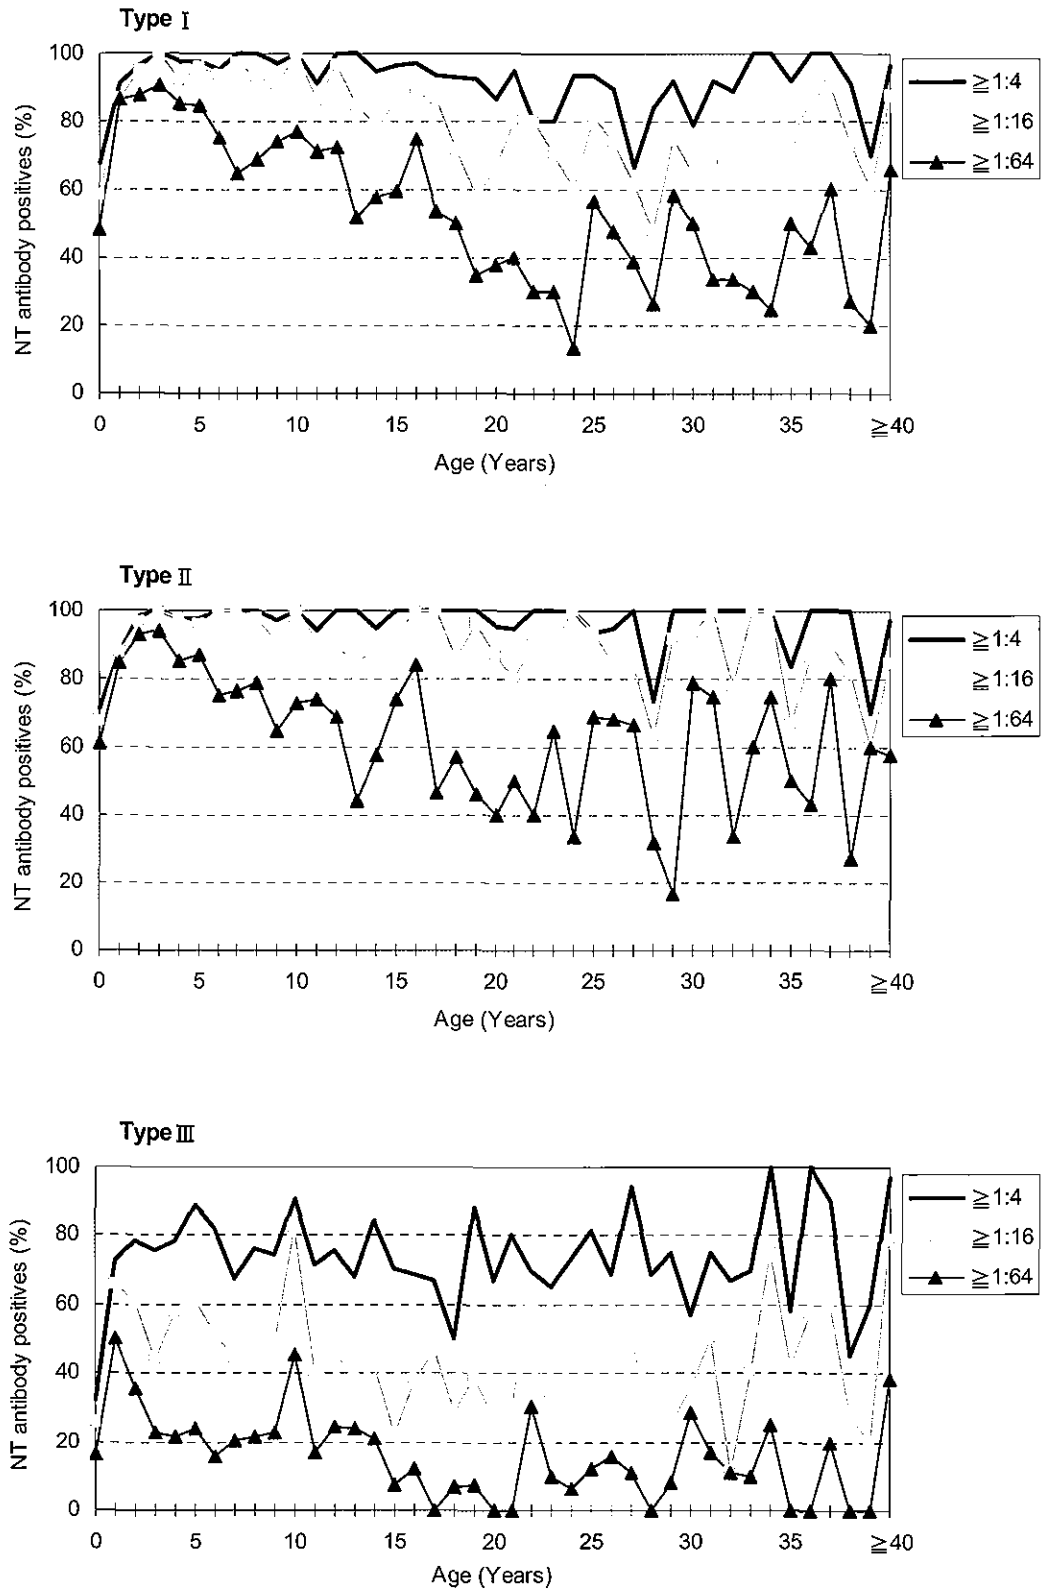 Type Ⅰ
100
80
60
40
20
0
NT antibody positives (%)
0 5 10 15 20 25 30 35 ≧40
Age (Years)
≧1:4
≧1:16
≧1:64
Type Ⅱ
100
80
60
40
20
0
NT antibody positives (%)
0 5 10 15 20 25 30 35 ≧40
Age (Years)
≧1:4
≧1:16
≧1:64
Type Ⅲ
100
80
60
40
20
0
NT antibody positives (%)
0 5 10 15 20 25 30 35 ≧40
Age (Years)
≧1:4
≧1:16
≧1:64